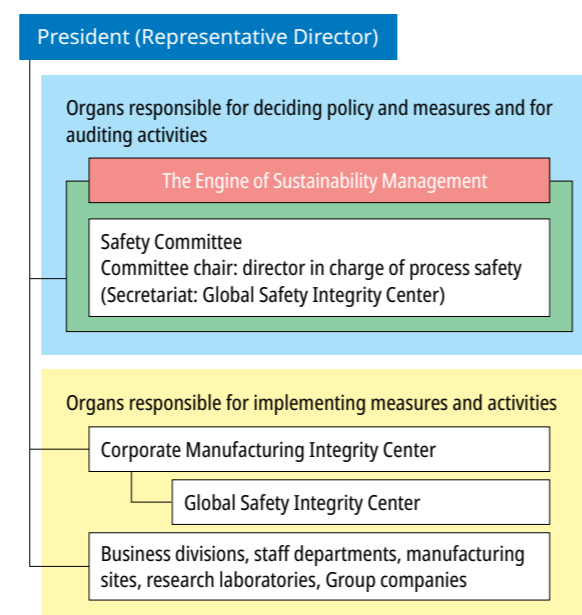 President (Representative Director)
Organs responsible for deciding policy and measures and for
auditing activities
The Engine of Sustainability Management
Safety Committee
Committee chair: director in charge of process safety
(Secretariat: Global Safety Integrity Center)
Organs responsible for implementing measures and activities
Corporate Manufacturing Integrity Center
Global Safety Integrity Center
Business divisions, staff departments, manufacturing
sites, research laboratories, Group companies